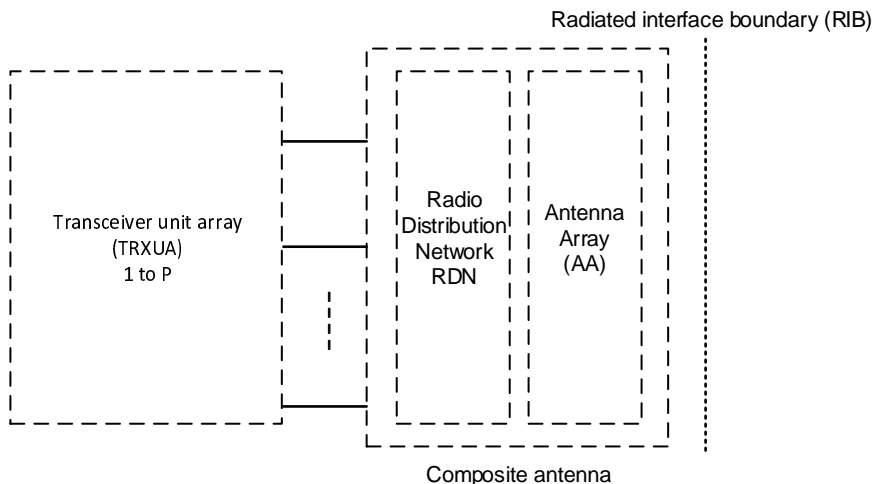 Radiated interface boundary (RIB)
Transceiver unit array
(TRXUA)
1 to P
Radio
Distribution
Network
RDN
Antenna
Array
(AA)
Composite antenna